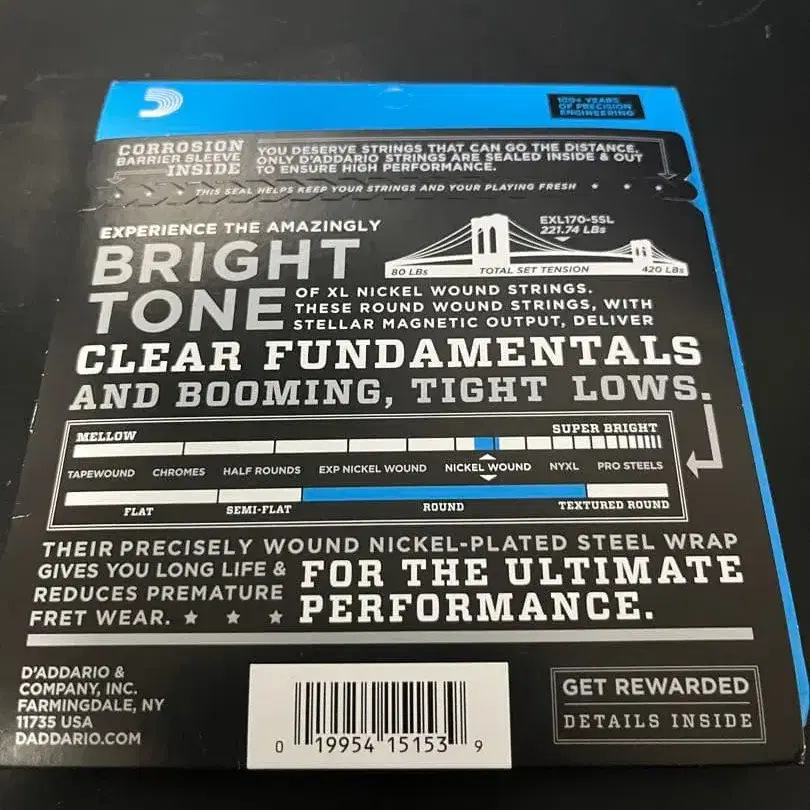 100+ YEARS
OF PRECISION
ENGINEERING
CORROSION
BARRIER SLEEVE
INSIDE
YOU DESERVE STRINGS THAT CAN GO THE DISTANCE.
ONLY D'ADDARIO STRINGS ARE SEALED INSIDE & OUT
TO ENSURE HIGH PERFORMANCE.
THIS SEAL HELPS KEEP YOUR STRINGS AND YOUR PLAYING FRESH
EXPERIENCE THE AMAZINGLY
BRIGHT
TONE
EXL170-5SL
221.74 LBs
80 LBs TOTAL SET TENSION 420 LBs
OF XL NICKEL WOUND STRINGS.
THESE ROUND WOUND STRINGS, WITH
STELLAR MAGNETIC OUTPUT, DELIVER
CLEAR FUNDAMENTALS
AND BOOMING, TIGHT LOWS.
MELLOW SUPER BRIGHT
TAPEWOUND CHROMES HALF ROUNDS EXP NICKEL WOUND NICKEL WOUND NYXL PRO STEELS
FLAT SEMI-FLAT ROUND TEXTURED ROUND
THEIR PRECISELY WOUND NICKEL-PLATED STEEL WRAP
GIVES YOU LONG LIFE &
REDUCES PREMATURE
FRET WEAR. ★ ★ ★
FOR THE ULTIMATE
PERFORMANCE.
D'ADDARIO &
COMPANY, INC.
FARMINGDALE, NY
11735 USA
DADDARIO.COM
0 19954 15153 9
GET REWARDED
DETAILS INSIDE